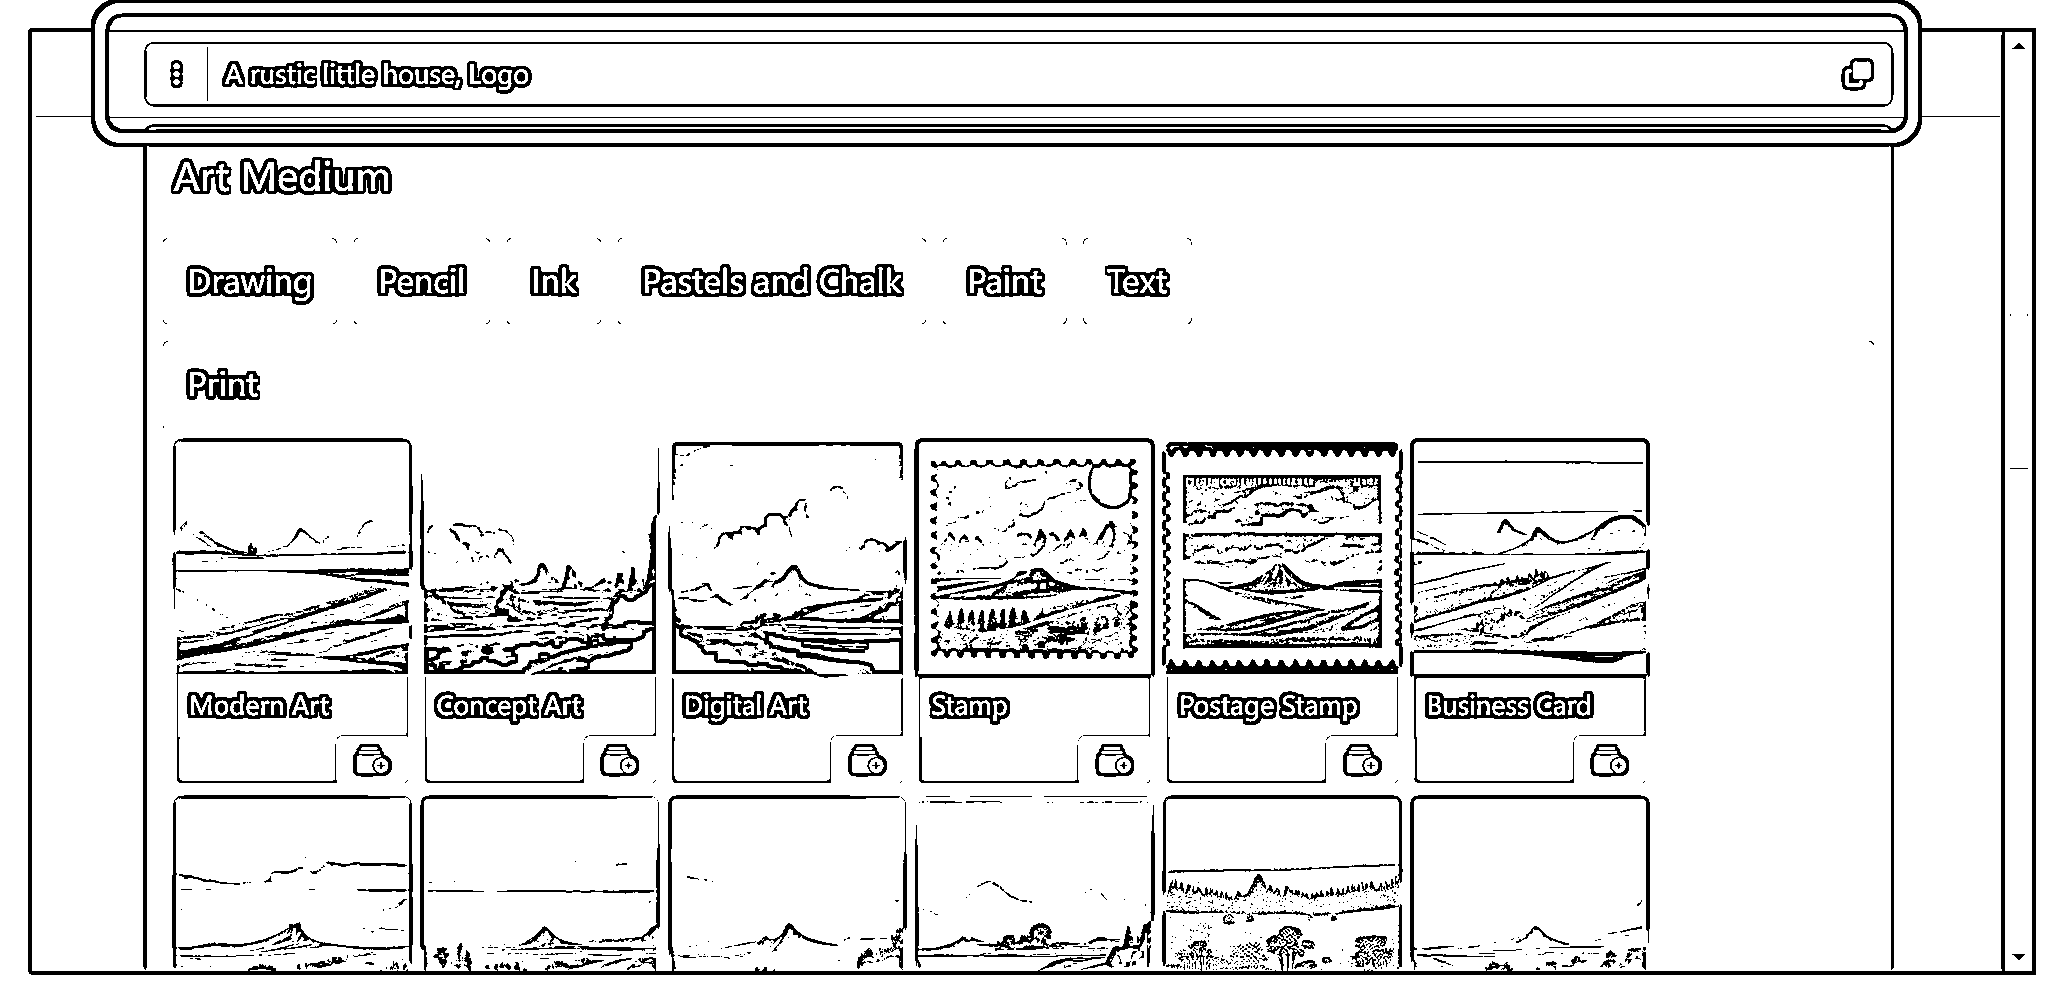 A rustic little house, Logo
Art Medium
Drawing Pencil Ink Pastels and Chalk Paint Text
Print
Modern Art Concept Art Digital Art Stamp Postage Stamp Business Card